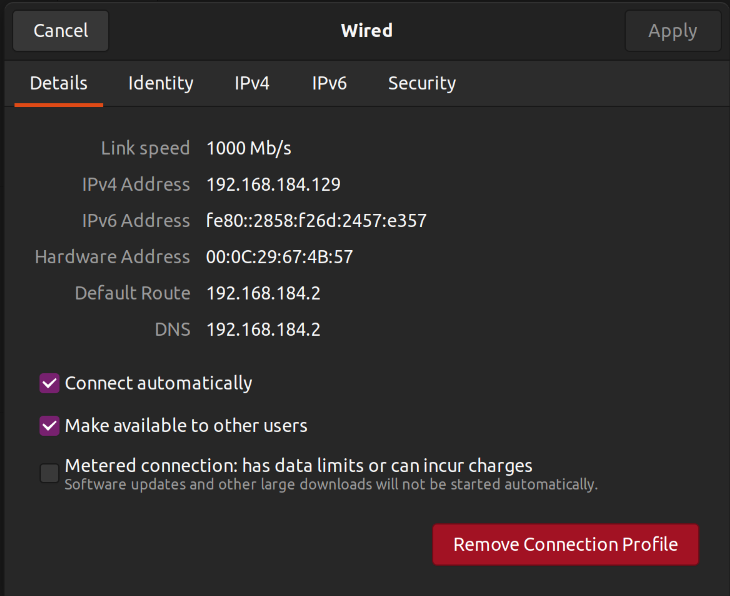 Cancel Wired Apply
Details Identity IPv4 IPv6 Security
Link speed 1000 Mb/s
IPv4 Address 192.168.184.129
IPv6 Address fe80::2858:f26d:2457:e357
Hardware Address 00:0C:29:67:4B:57
Default Route 192.168.184.2
DNS 192.168.184.2
Connect automatically
Make available to other users
Metered connection: has data limits or can incur charges
Software updates and other large downloads will not be started automatically.
Remove Connection Profile